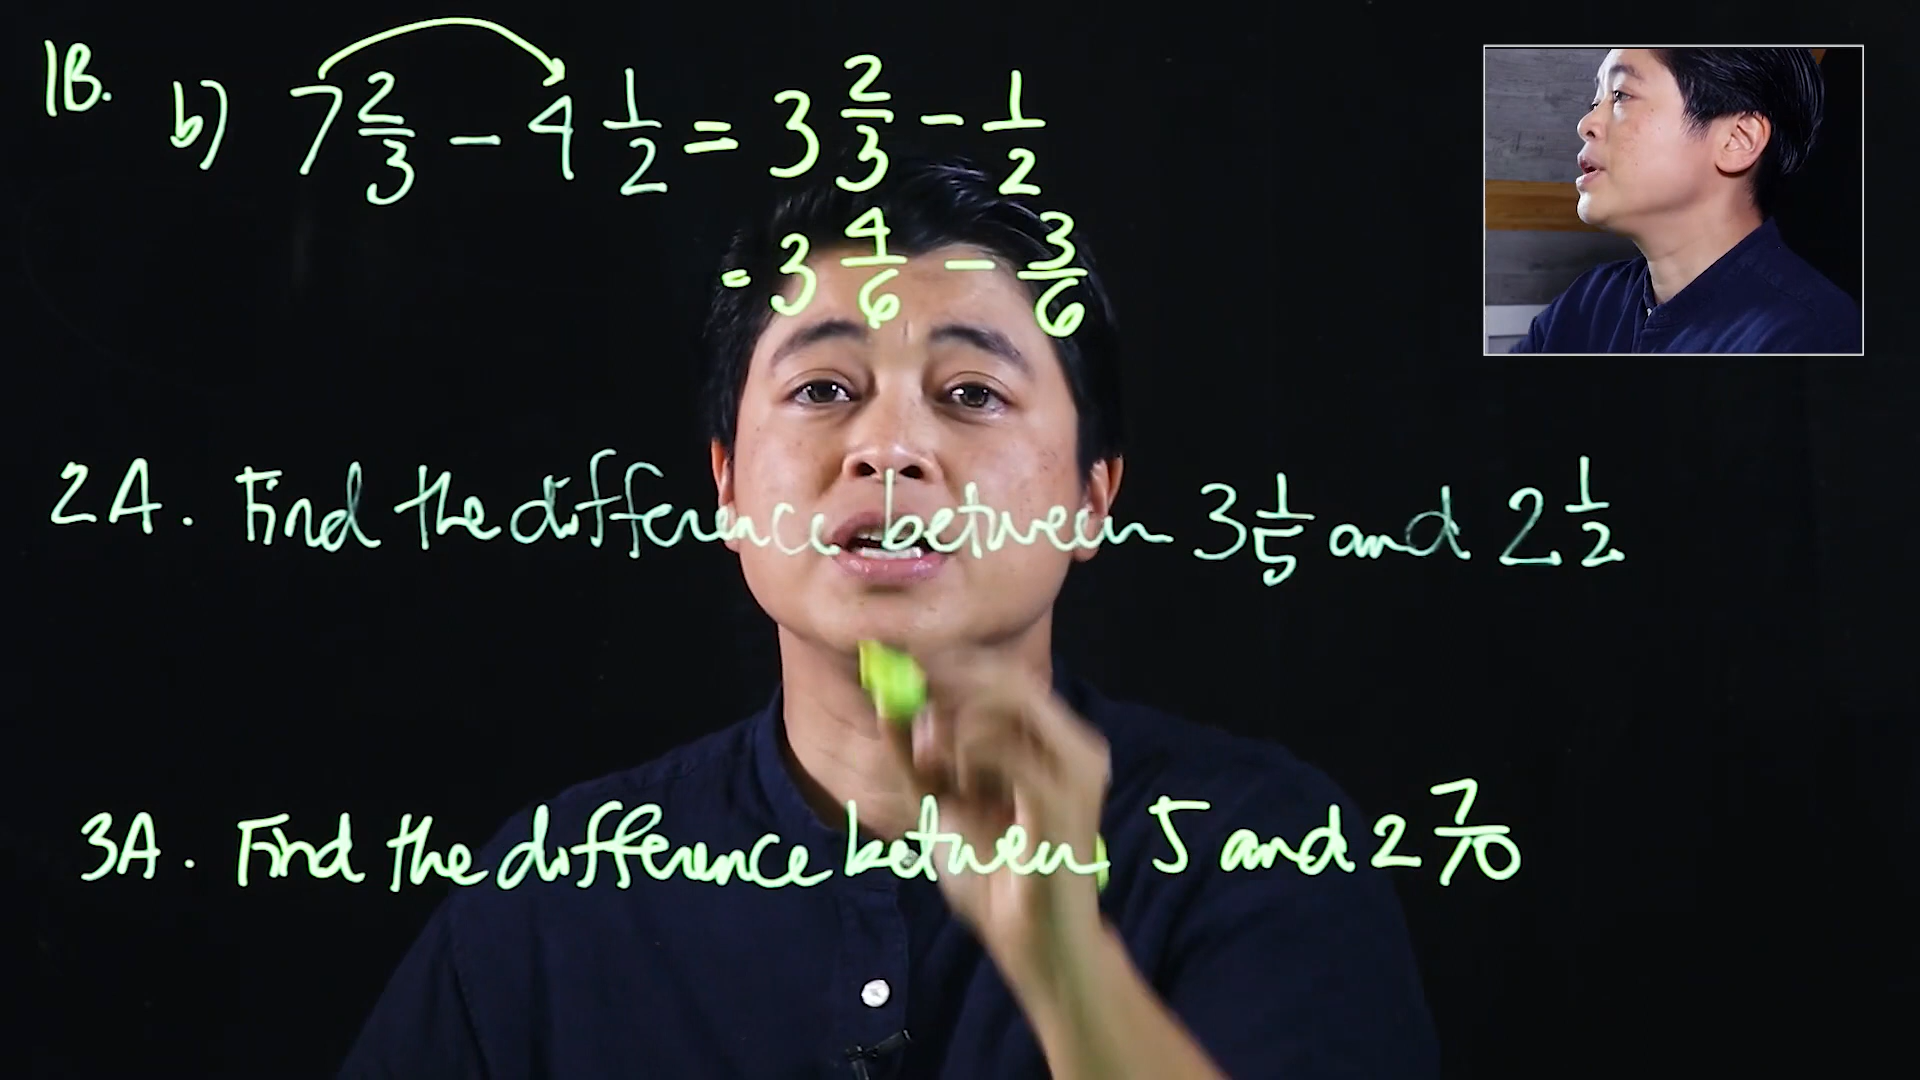 1B. b) 7 2/3 - 4 1/2 = 3 2/3 - 1/2
= 3 4/6 - 3/6
2A. Find the difference between 3 1/5 and 2 1/2
3A. Find the difference between 5 and 2 7/10